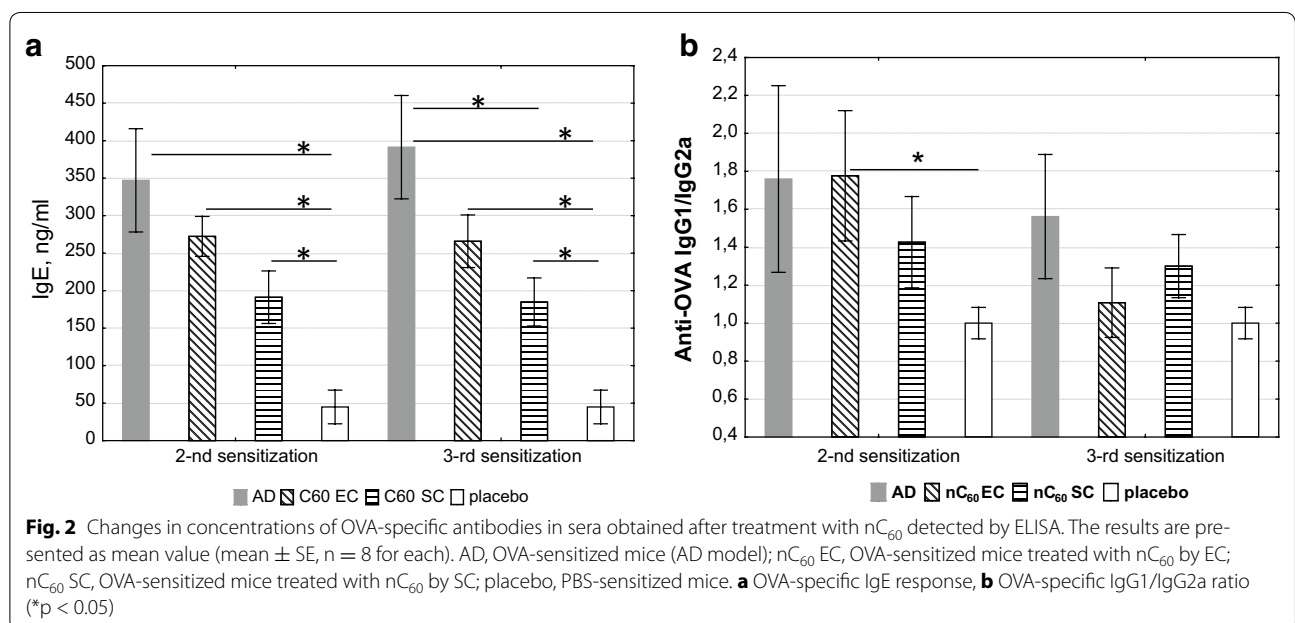 a
500
450
400
350
300
250
200
150
100
50
0
IgE, ng/ml
* *
* *
* *
*
2-nd sensitization 3-rd sensitization
AD C60 EC C60 SC placebo
b
2,4
2,2
2,0
1,8
1,6
1,4
1,2
1,0
0,8
0,6
0,4
Anti-OVA IgG1/IgG2a
*
2-nd sensitization 3-rd sensitization
AD nC60 EC nC60 SC placebo
Fig. 2 Changes in concentrations of OVA-specific antibodies in sera obtained after treatment with nC60 detected by ELISA. The results are pre-
sented as mean value (mean ± SE, n = 8 for each). AD, OVA-sensitized mice (AD model); nC60 EC, OVA-sensitized mice treated with nC60 by EC;
nC60 SC, OVA-sensitized mice treated with nC60 by SC; placebo, PBS-sensitized mice. a OVA-specific IgE response, b OVA-specific IgG1/IgG2a ratio
(*p < 0.05)